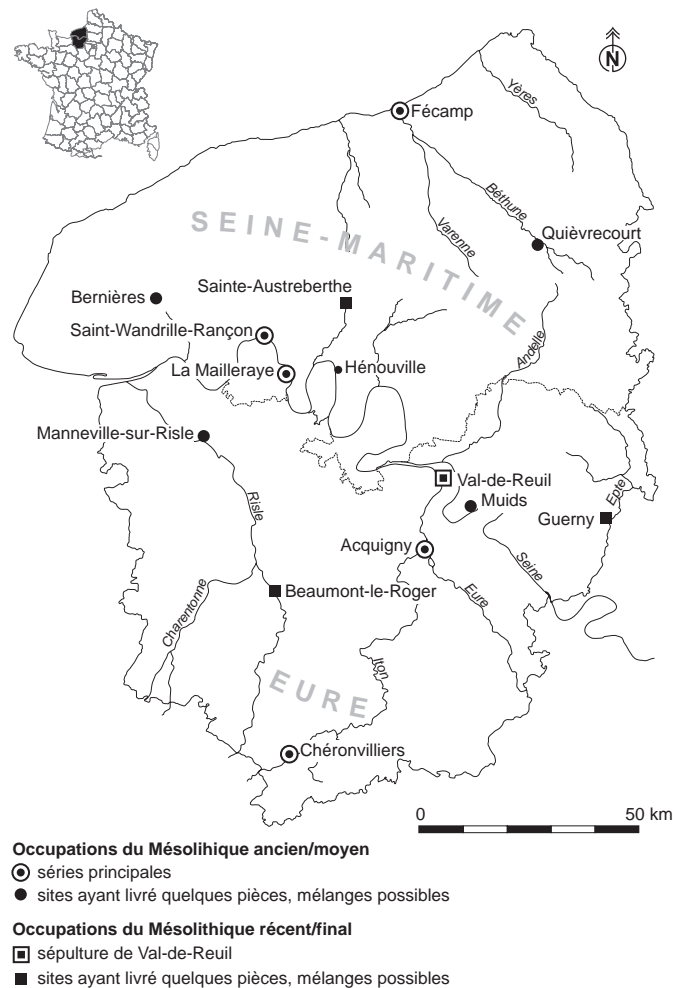 N
Yères
Fécamp
Béthune
Varenne
Quièvrecourt
SEINE-MARITIME
Sainte-Austreberthe
Bernières
Saint-Wandrille-Rançon
Andelle
La Mailleraye
Hénouville
Manneville-sur-Risle
Val-de-Reuil
Muids
Epte
Risle
Guerny
Acquigny
Seine
Beaumont-le-Roger
Eure
Charentonne
Iton
EURE
Chéronvilliers
0 50 km
Occupations du Mésolihique ancien/moyen
séries principales
sites ayant livré quelques pièces, mélanges possibles
Occupations du Mésolithique récent/final
sépulture de Val-de-Reuil
sites ayant livré quelques pièces, mélanges possibles